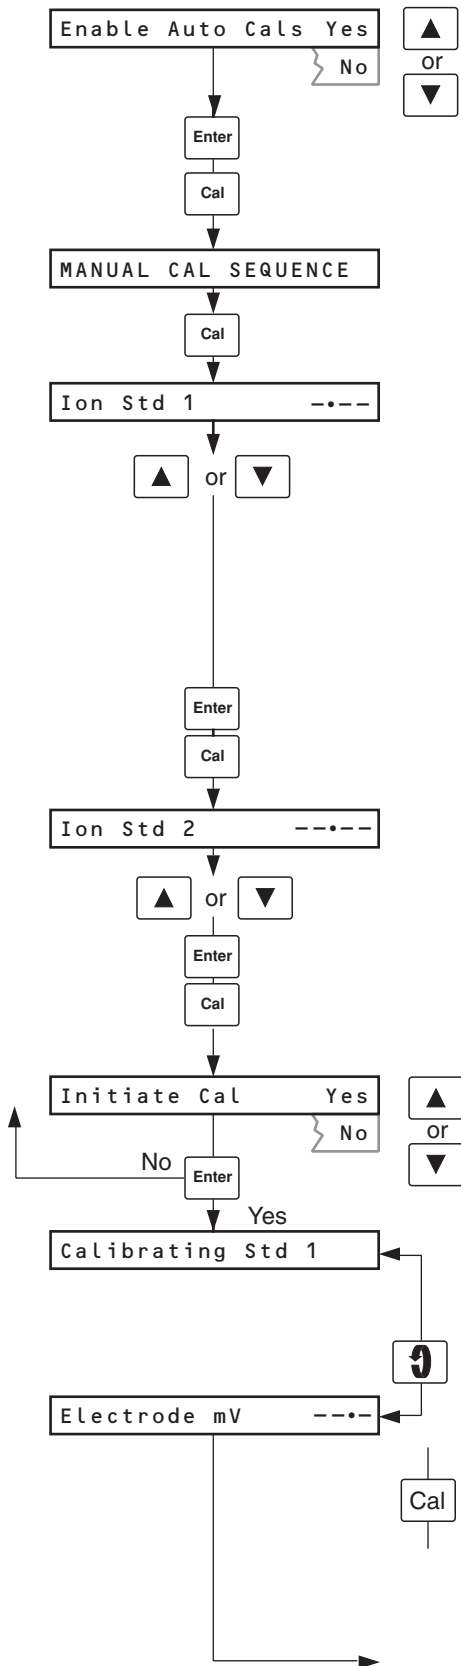 Enable Auto Cals Yes
No
or
Enter
Cal
MANUAL CAL SEQUENCE
Cal
Ion Std 1 –•––
or
Enter
Cal
Ion Std 2 ––•––
or
Enter
Cal
Initiate Cal Yes
No
or
No
Enter
Yes
Calibrating Std 1
Electrode mV ––•–
Cal